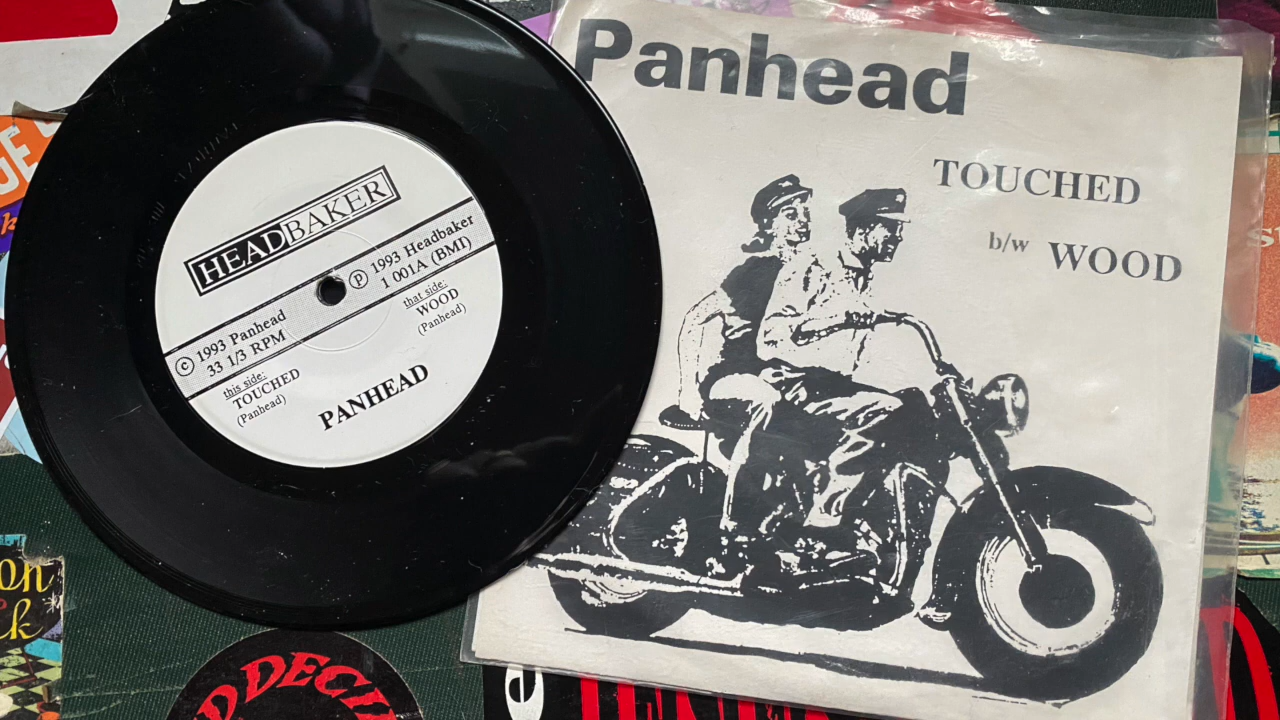 HEADBAKER
© 1993 Panhead
33 1/3 RPM
℗ 1993 Headbaker
1 001A (BMI)
this side:
TOUCHED
(Panhead)
that side:
WOOD
(Panhead)
PANHEAD
Panhead
TOUCHED
b/w WOOD
on